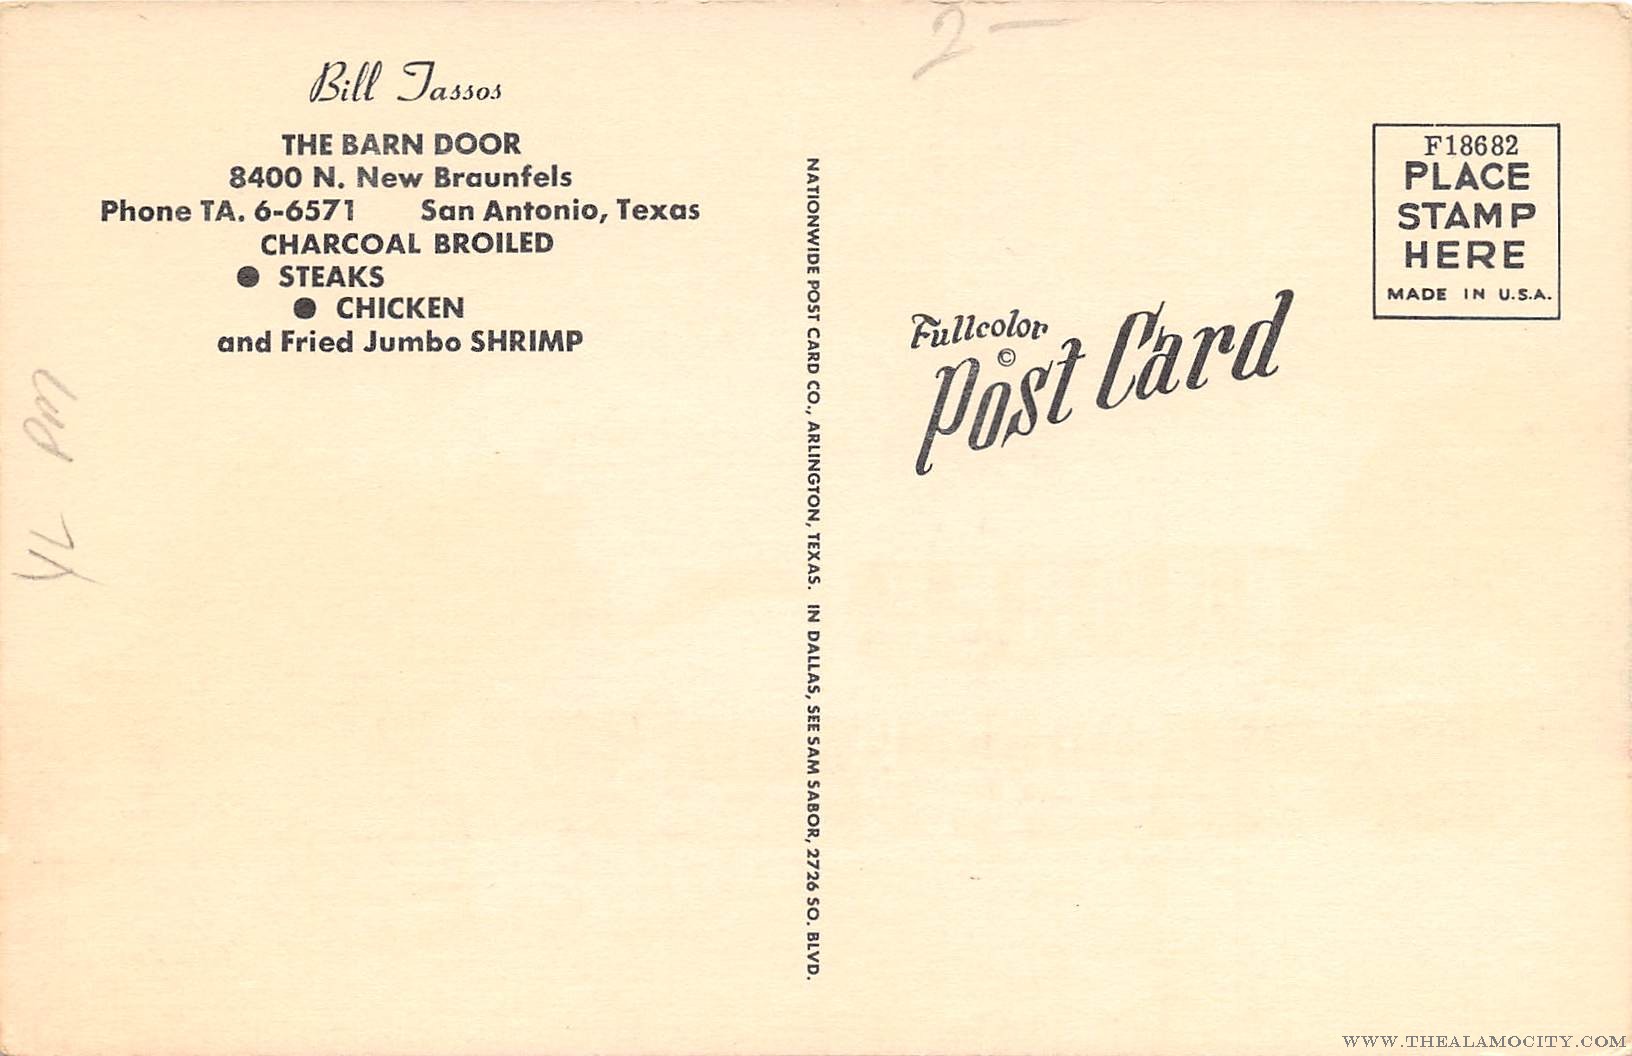 Bill Tassos
THE BARN DOOR
8400 N. New Braunfels
Phone TA. 6-6571 San Antonio, Texas
CHARCOAL BROILED
● STEAKS
● CHICKEN
and Fried Jumbo SHRIMP
NATIONWIDE POST CARD CO., ARLINGTON, TEXAS. IN DALLAS, SEE SAM SABOR, 2726 SO. BLVD.
2 —
F18682
PLACE
STAMP
HERE
MADE IN U.S.A.
Fullcolor
©
Post Card
WWW.THEALAMOCITY.COM